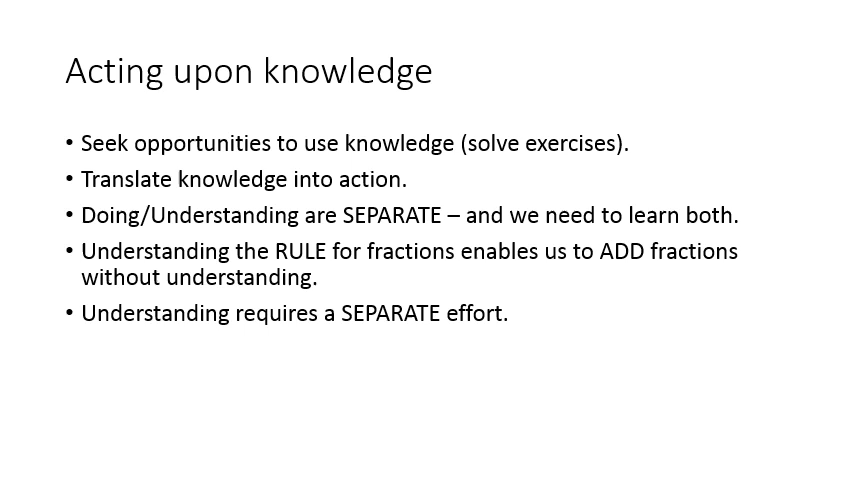 Acting upon knowledge
• Seek opportunities to use knowledge (solve exercises).
• Translate knowledge into action.
• Doing/Understanding are SEPARATE – and we need to learn both.
• Understanding the RULE for fractions enables us to ADD fractions
without understanding.
• Understanding requires a SEPARATE effort.